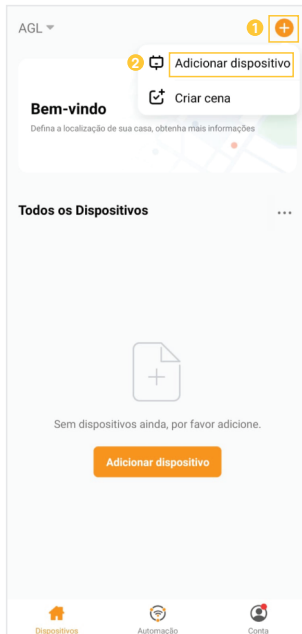 AGL
1
2
Adicionar dispositivo
Criar cena
Bem-vindo
Defina a localização de sua casa, obtenha mais informações
Todos os Dispositivos
...
Sem dispositivos ainda, por favor adicione.
Adicionar dispositivo
Dispositivos
Automação
Conta